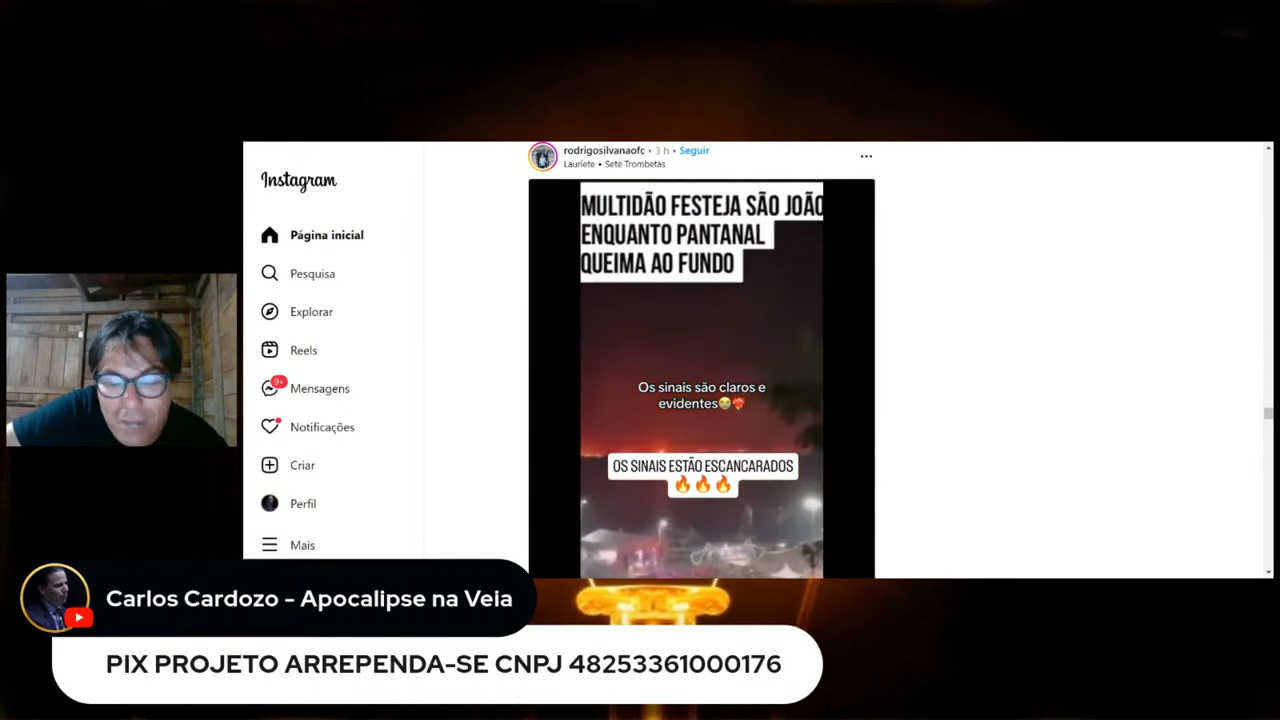 Instagram
Página inicial
Pesquisa
Explorar
Reels
9+
Mensagens
Notificações
Criar
Perfil
Mais
rodrigosilvanaofc • 3 h • Seguir
Lauriete • Sete Trombetas
MULTIDÃO FESTEJA SÃO JOÃO
ENQUANTO PANTANAL
QUEIMA AO FUNDO
Os sinais são claros e
evidentes😭❤️‍🔥
OS SINAIS ESTÃO ESCANCARADOS
🔥🔥🔥
Carlos Cardozo - Apocalipse na Veia
PIX PROJETO ARREPENDA-SE CNPJ 48253361000176